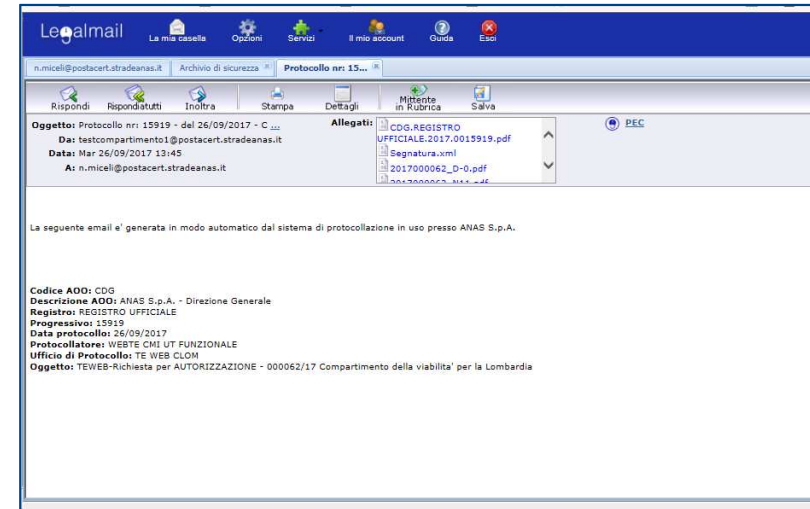 Legalmail
La mia casella Opzioni Servizi Il mio account Guida Esci
n.miceli@postacert.stradeanas.it Archivio di sicurezza Protocollo nr: 15...
Rispondi Rispondiatutti Inoltra Stampa Dettagli Mittente in Rubrica Salva
Oggetto: Protocollo nr: 15919 - del 26/09/2017 - C ...
Da: testcompartimento1@postacert.stradeanas.it
Data: Mar 26/09/2017 13:45
A: n.miceli@postacert.stradeanas.it
Allegati: CDG.REGISTRO
UFFICIALE.2017.0015919.pdf
Segnatura.xml
2017000062_D-0.pdf
PEC
La seguente email e' generata in modo automatico dal sistema di protocollazione in uso presso ANAS S.p.A.
Codice AOO: CDG
Descrizione AOO: ANAS S.p.A. - Direzione Generale
Registro: REGISTRO UFFICIALE
Progressivo: 15919
Data protocollo: 26/09/2017
Protocollatore: WEBTE CMI UT FUNZIONALE
Ufficio di Protocollo: TE WEB CLOM
Oggetto: TEWEB-Richiesta per AUTORIZZAZIONE - 000062/17 Compartimento della viabilita' per la Lombardia